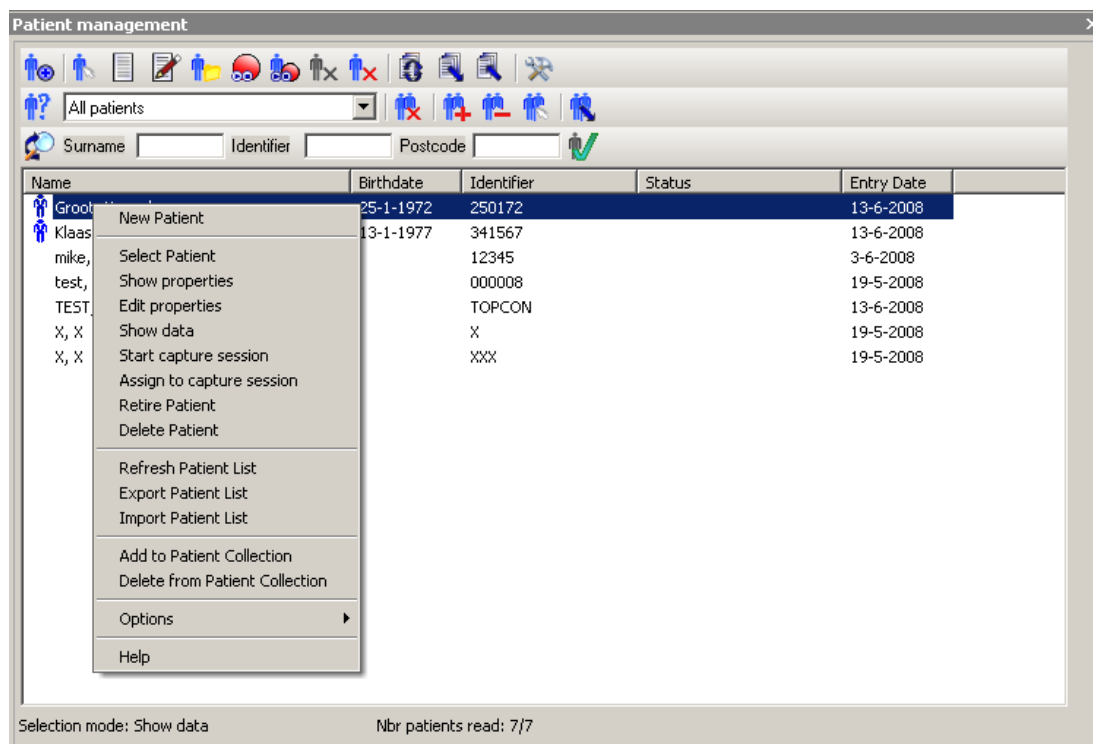 Patient management
All patients
Surname Identifier Postcode
Name Birthdate Identifier Status Entry Date
25-1-1972 250172 13-6-2008
Klaas 13-1-1977 341567 13-6-2008
mike, 12345 3-6-2008
test, 000008 19-5-2008
TEST_ TOPCON 13-6-2008
X, X X 19-5-2008
X, X XXX 19-5-2008
New Patient
Select Patient
Show properties
Edit properties
Show data
Start capture session
Assign to capture session
Retire Patient
Delete Patient
Refresh Patient List
Export Patient List
Import Patient List
Add to Patient Collection
Delete from Patient Collection
Options
Help
Selection mode: Show data Nbr patients read: 7/7